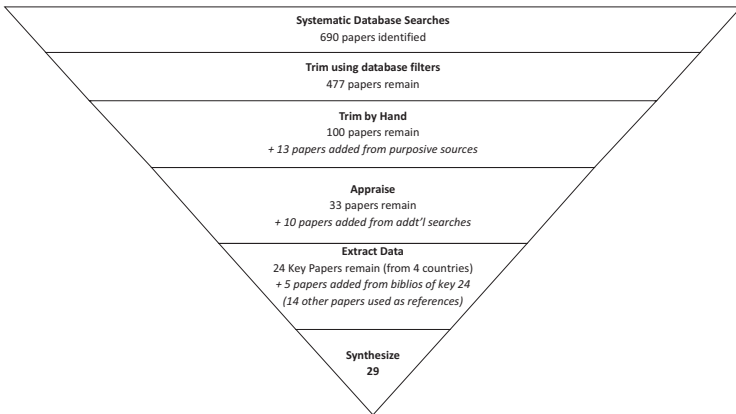 Systematic Database Searches
690 papers identified
Trim using database filters
477 papers remain
Trim by Hand
100 papers remain
+ 13 papers added from purposive sources
Appraise
33 papers remain
+ 10 papers added from addt'l searches
Extract Data
24 Key Papers remain (from 4 countries)
+ 5 papers added from biblios of key 24
(14 other papers used as references)
Synthesize
29